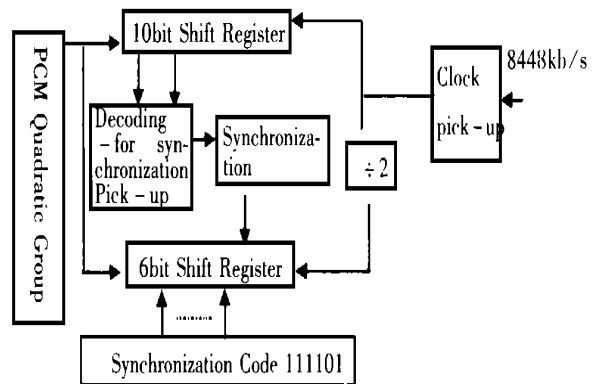 PCM Quadratic Group
10bit Shift Register
8448kb/s
Clock
pick-up
Decoding
-for syn-
chronization
Pick-up
Synchroniza-
tion
÷2
6bit Shift Register
Synchronization Code 111101